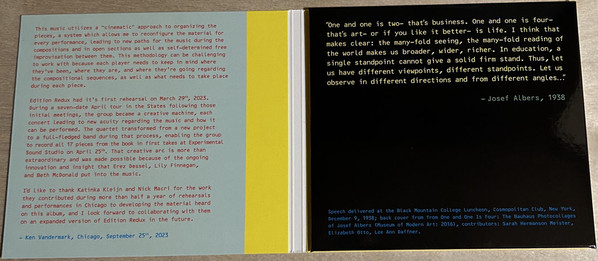 This music utilizes a "cinematic" approach to organizing the
pieces, a system which allows me to reconfigure the material for
every performance, leading to new paths for the music during the
compositions and in open sections as well as self-determined free
improvisation between them. This methodology can be challenging
to work with because each player needs to keep in mind where
they've been, where they are, and where they're going regarding
the compositional sequences, as well as what needs to take place
during each piece.
Edition Redux had it's first rehearsal on March 29th, 2023.
During a seven-date April tour in the States following those
initial meetings, the group became a creative machine, each
concert leading to new acuity regarding the music and how it
can be performed. The quartet transformed from a new project
to a full-fledged band during that process, enabling the group
to record all 17 pieces from the book in first takes at Experimental
Sound Studio on April 25th. That creative arc is more than
extraordinary and was made possible because of the ongoing
innovation and insight that Erez Dessel, Lily Finnegan,
and Beth McDonald put into the music.
I'd like to thank Katinka Kleijn and Nick Macri for the work
they contributed during more than half a year of rehearsals
and performances in Chicago to developing the material heard
on this album, and I look forward to collaborating with them
on an expanded version of Edition Redux in the future.
– Ken Vandermark, Chicago, September 25th, 2023
"One and one is two– that's business. One and one is four–
that's art– or if you like it better– is life. I think that
makes clear: the many-fold seeing, the many-fold reading of
the world makes us broader, wider, richer. In education, a
single standpoint cannot give a solid firm stand. Thus, let
us have different viewpoints, different standpoints. Let us
observe in different directions and from different angles…"
– Josef Albers, 1938
Speech delivered at the Black Mountain College Luncheon, Cosmopolitan Club, New York,
December 9, 1938; back cover from from One and One Is Four: The Bauhaus Photocollages
of Josef Albers (Museum of Modern Art: 2016), contributors: Sarah Hermanson Meister,
Elizabeth Otto, Lee Ann Daffner.